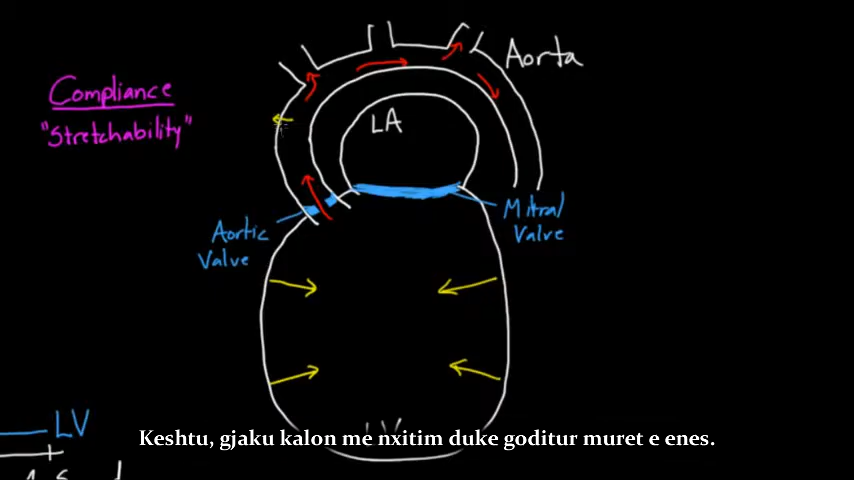 Compliance
"Stretchability"
Aorta
LA
Aortic
Valve
Mitral
Valve
LV
Keshtu, gjaku kalon me nxitim duke goditur muret e enes.